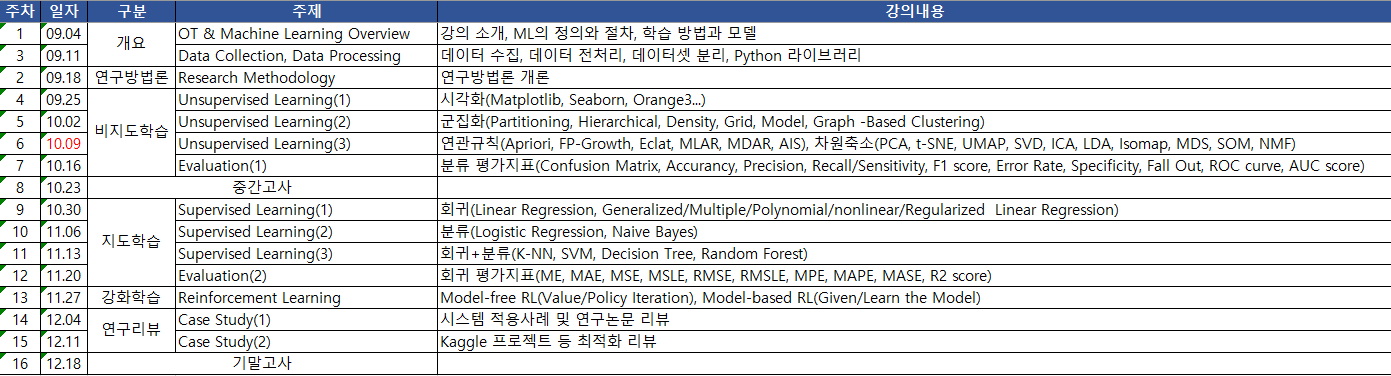 주차 일자 구분 주제 강의내용
1 09.04 개요 OT & Machine Learning Overview 강의 소개, ML의 정의와 절차, 학습 방법과 모델
3 09.11 Data Collection, Data Processing 데이터 수집, 데이터 전처리, 데이터셋 분리, Python 라이브러리
2 09.18 연구방법론 Research Methodology 연구방법론 개론
4 09.25 비지도학습 Unsupervised Learning(1) 시각화(Matplotlib, Seaborn, Orange3...)
5 10.02 Unsupervised Learning(2) 군집화(Partitioning, Hierarchical, Density, Grid, Model, Graph -Based Clustering)
6 10.09 Unsupervised Learning(3) 연관규칙(Apriori, FP-Growth, Eclat, MLAR, MDAR, AIS), 차원축소(PCA, t-SNE, UMAP, SVD, ICA, LDA, Isomap, MDS, SOM, NMF)
7 10.16 Evaluation(1) 분류 평가지표(Confusion Matrix, Accurancy, Precision, Recall/Sensitivity, F1 score, Error Rate, Specificity, Fall Out, ROC curve, AUC score)
8 10.23 중간고사
9 10.30 지도학습 Supervised Learning(1) 회귀(Linear Regression, Generalized/Multiple/Polynomial/nonlinear/Regularized Linear Regression)
10 11.06 Supervised Learning(2) 분류(Logistic Regression, Naive Bayes)
11 11.13 Supervised Learning(3) 회귀+분류(K-NN, SVM, Decision Tree, Random Forest)
12 11.20 Evaluation(2) 회귀 평가지표(ME, MAE, MSE, MSLE, RMSE, RMSLE, MPE, MAPE, MASE, R2 score)
13 11.27 강화학습 Reinforcement Learning Model-free RL(Value/Policy Iteration), Model-based RL(Given/Learn the Model)
14 12.04 연구리뷰 Case Study(1) 시스템 적용사례 및 연구논문 리뷰
15 12.11 Case Study(2) Kaggle 프로젝트 등 최적화 리뷰
16 12.18 기말고사